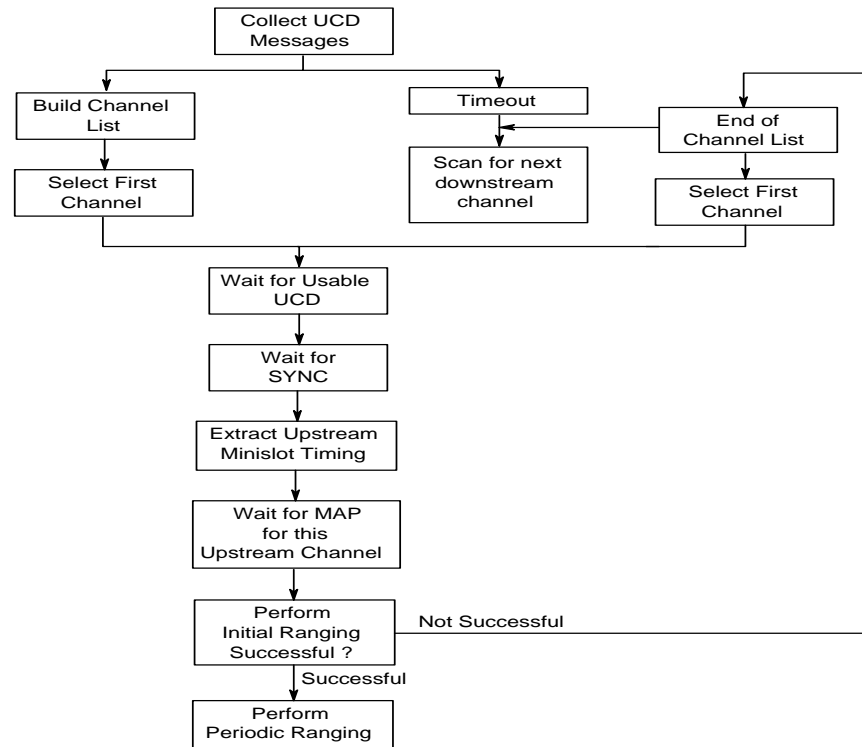 Collect UCD
Messages
Build Channel
List
Timeout
End of
Channel List
Select First
Channel
Scan for next
downstream
channel
Select First
Channel
Wait for Usable
UCD
Wait for
SYNC
Extract Upstream
Minislot Timing
Wait for MAP
for this
Upstream Channel
Perform
Initial Ranging
Successful ?
Not Successful
Successful
Perform
Periodic Ranging